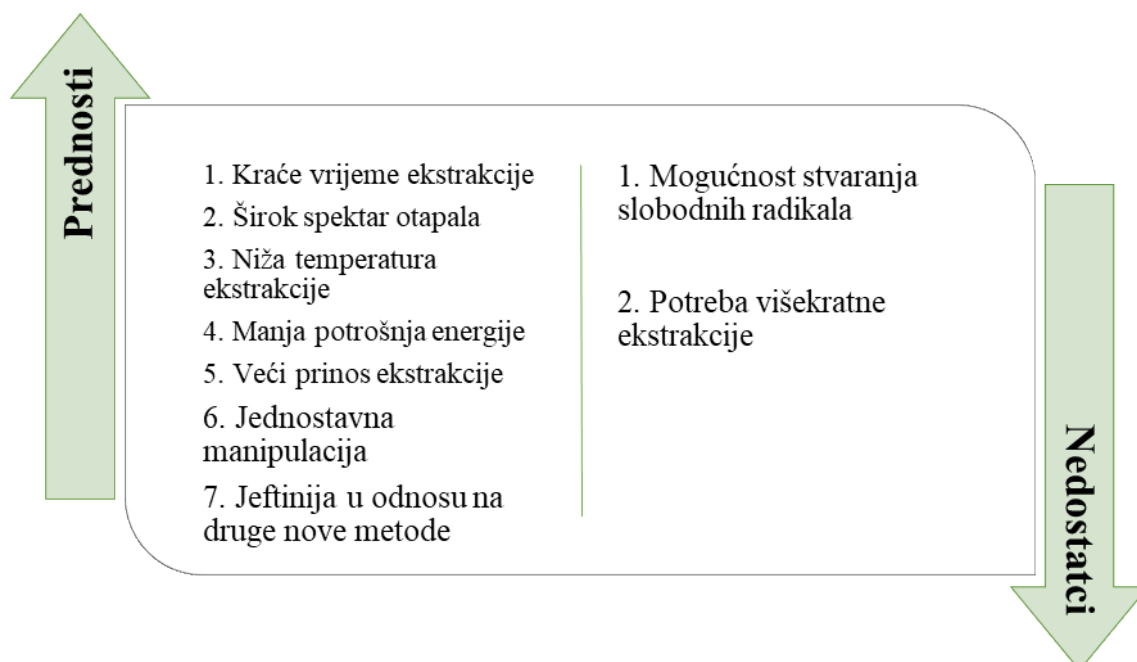 Prednosti
1. Kraće vrijeme ekstrakcije
2. Širok spektar otapala
3. Niža temperatura
ekstrakcije
4. Manja potrošnja energije
5. Veći prinos ekstrakcije
6. Jednostavna
manipulacija
7. Jeftinija u odnosu na
druge nove metode
1. Mogućnost stvaranja
slobodnih radikala
2. Potreba višekratne
ekstrakcije
Nedostatci